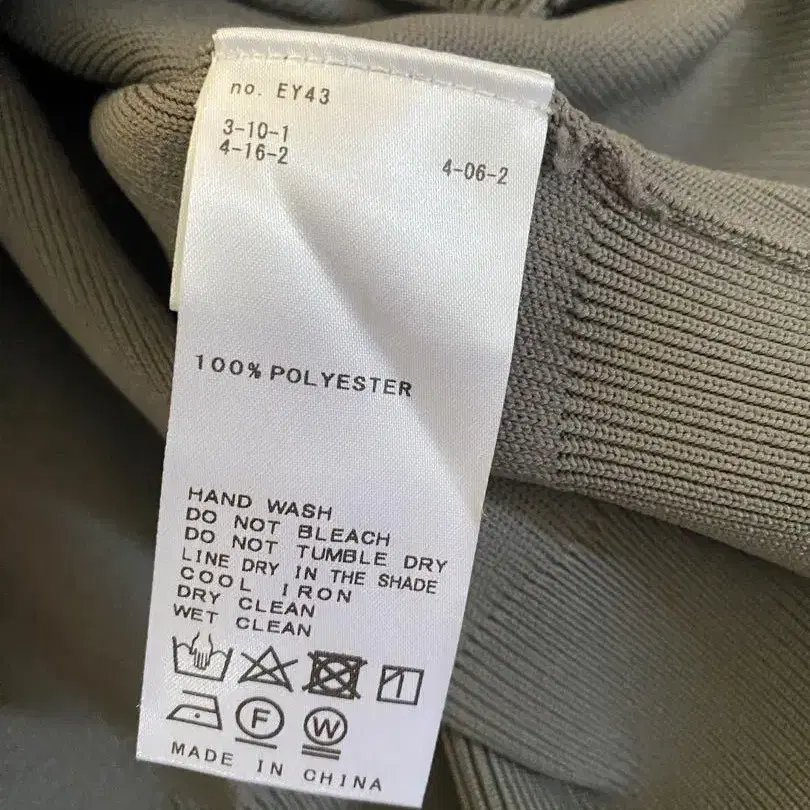 no. EY43
3-10-1
4-16-2
4-06-2
100% POLYESTER
HAND WASH
DO NOT BLEACH
DO NOT TUMBLE DRY
LINE DRY IN THE SHADE
COOL IRON
DRY CLEAN
WET CLEAN
F W
MADE IN CHINA